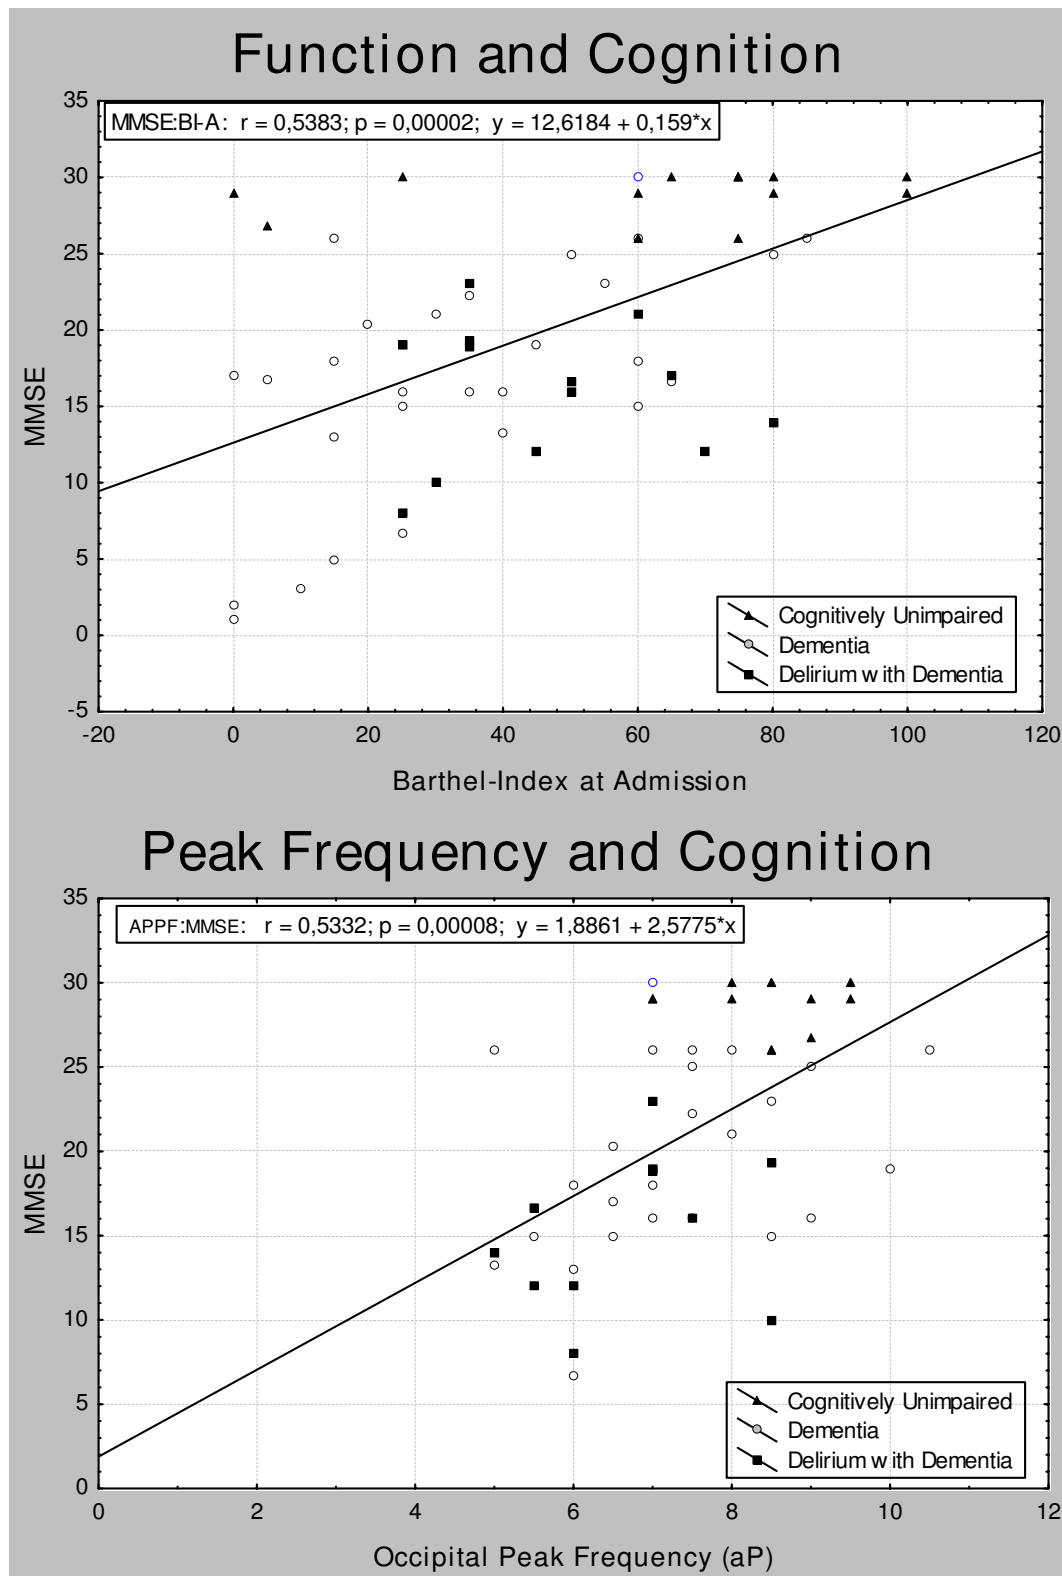 Function and Cognition
35
MMSE:BI-A: r = 0,5383; p = 0,00002; y = 12,6184 + 0,159*x
30
25
20
MMSE
15
10
5
Cognitively Unimpaired
0
Dementia
Delirium with Dementia
-5
-20 0 20 40 60 80 100 120
Barthel-Index at Admission
Peak Frequency and Cognition
35
APPF:MMSE: r = 0,5332; p = 0,00008; y = 1,8861 + 2,5775*x
30
25
20
MMSE
15
10
5
Cognitively Unimpaired
Dementia
Delirium with Dementia
0
0 2 4 6 8 10 12
Occipital Peak Frequency (aP)